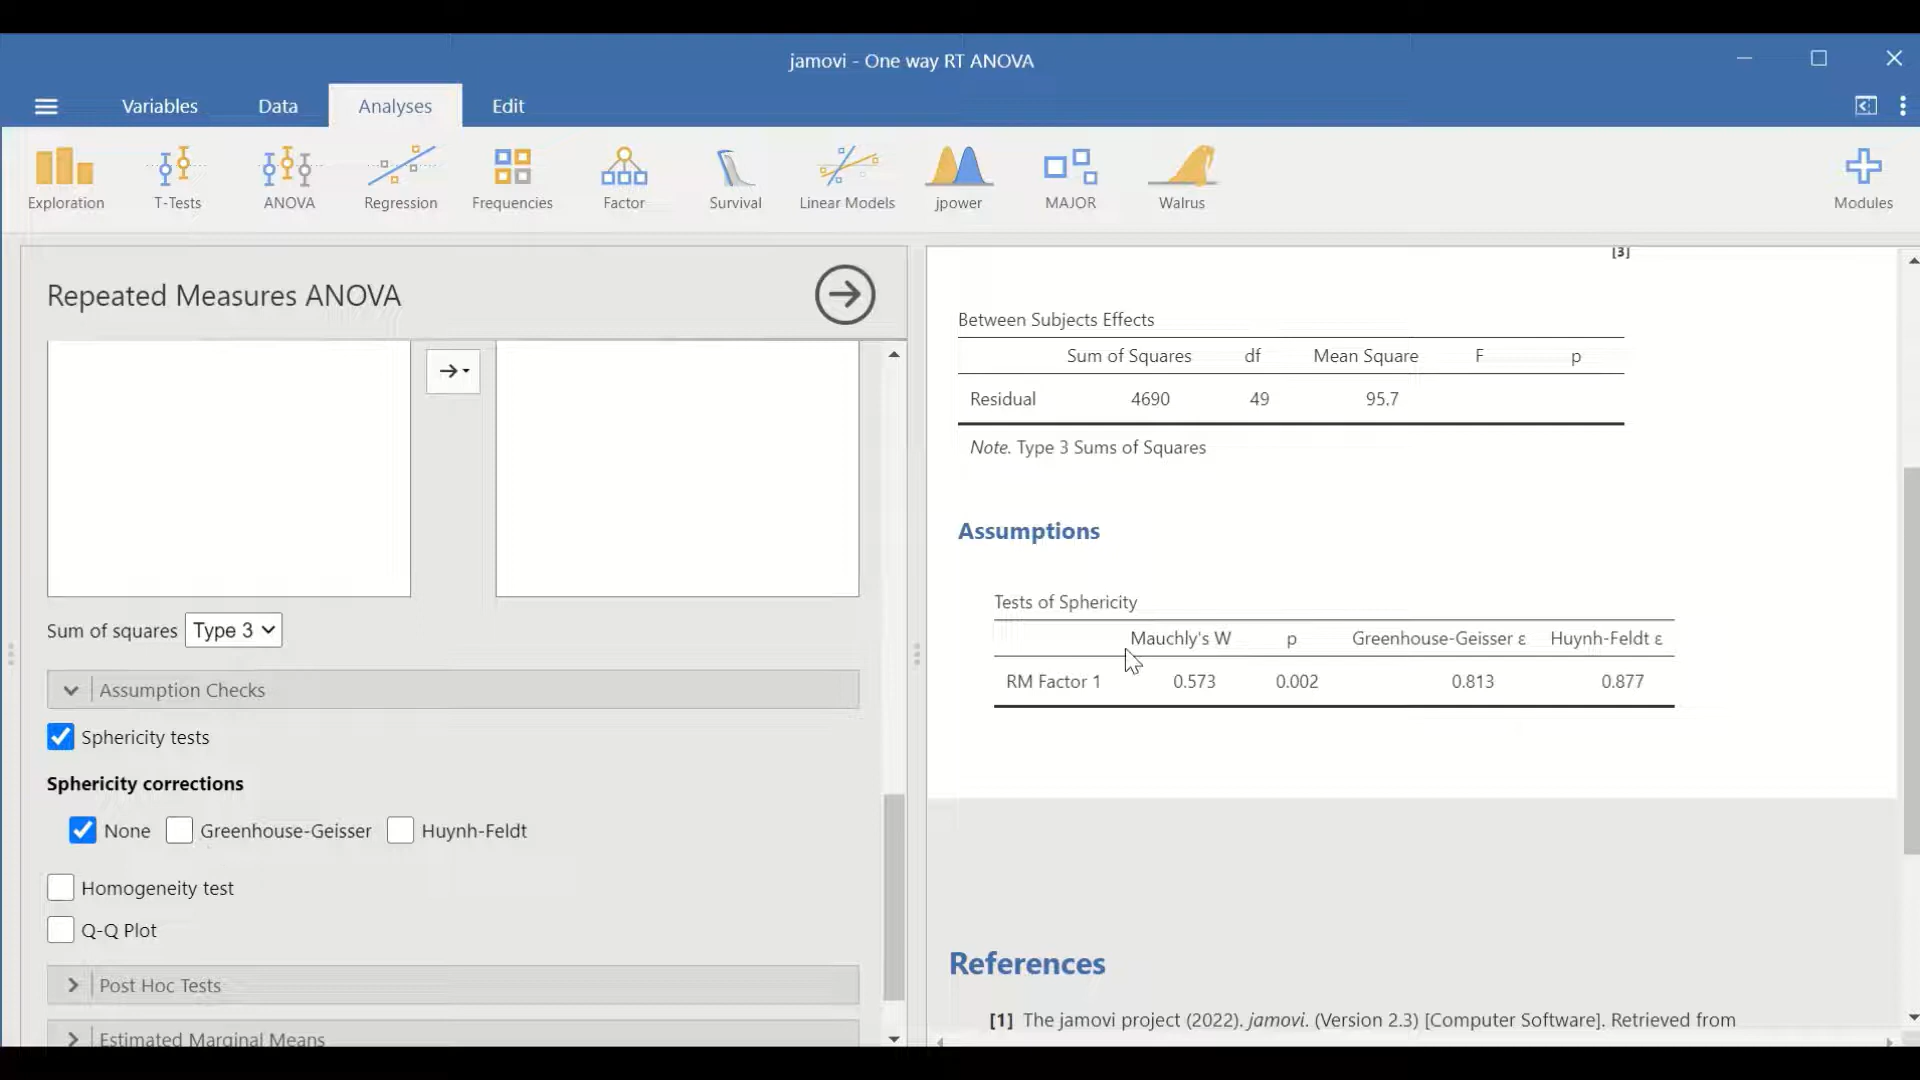 jamovi - One way RT ANOVA
Variables Data Analyses Edit
Exploration T-Tests ANOVA Regression Frequencies Factor Survival Linear Models jpower MAJOR Walrus Modules
Repeated Measures ANOVA
Sum of squares Type 3
Assumption Checks
Sphericity tests
Sphericity corrections
None Greenhouse-Geisser Huynh-Feldt
Homogeneity test
Q-Q Plot
Post Hoc Tests
Estimated Marginal Means
[3]
Between Subjects Effects
Sum of Squares df Mean Square F p
Residual 4690 49 95.7
Note. Type 3 Sums of Squares
Assumptions
Tests of Sphericity
Mauchly's W p Greenhouse-Geisser ε Huynh-Feldt ε
RM Factor 1 0.573 0.002 0.813 0.877
References
[1] The jamovi project (2022). jamovi. (Version 2.3) [Computer Software]. Retrieved from